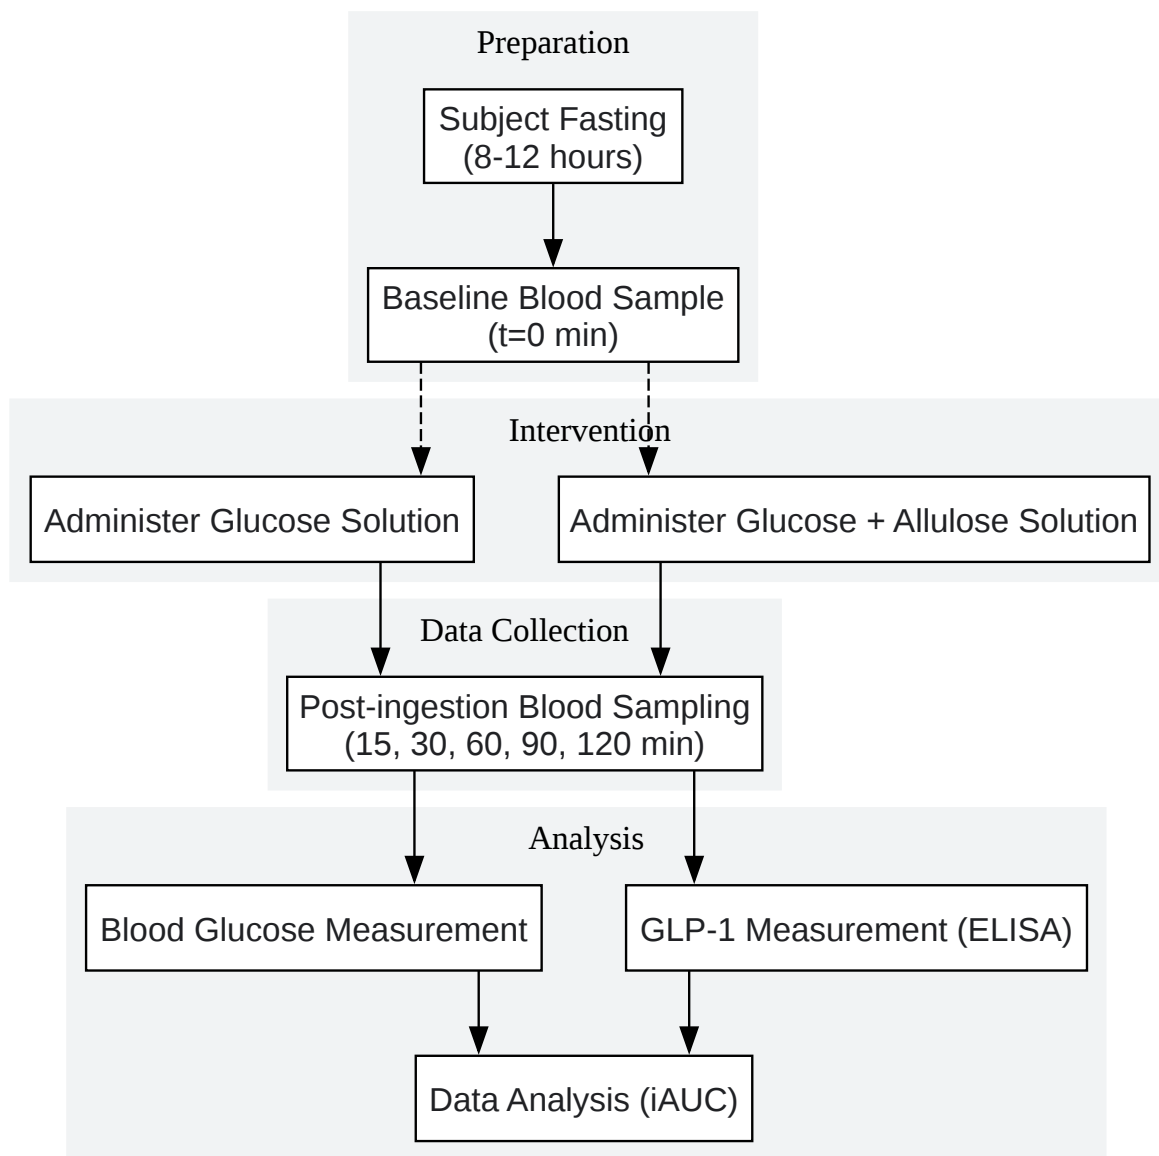 Preparation
Subject Fasting
(8-12 hours)
Baseline Blood Sample
(t=0 min)
Intervention
Administer Glucose Solution
Administer Glucose + Allulose Solution
Data Collection
Post-ingestion Blood Sampling
(15, 30, 60, 90, 120 min)
Analysis
Blood Glucose Measurement
GLP-1 Measurement (ELISA)
Data Analysis (iAUC)